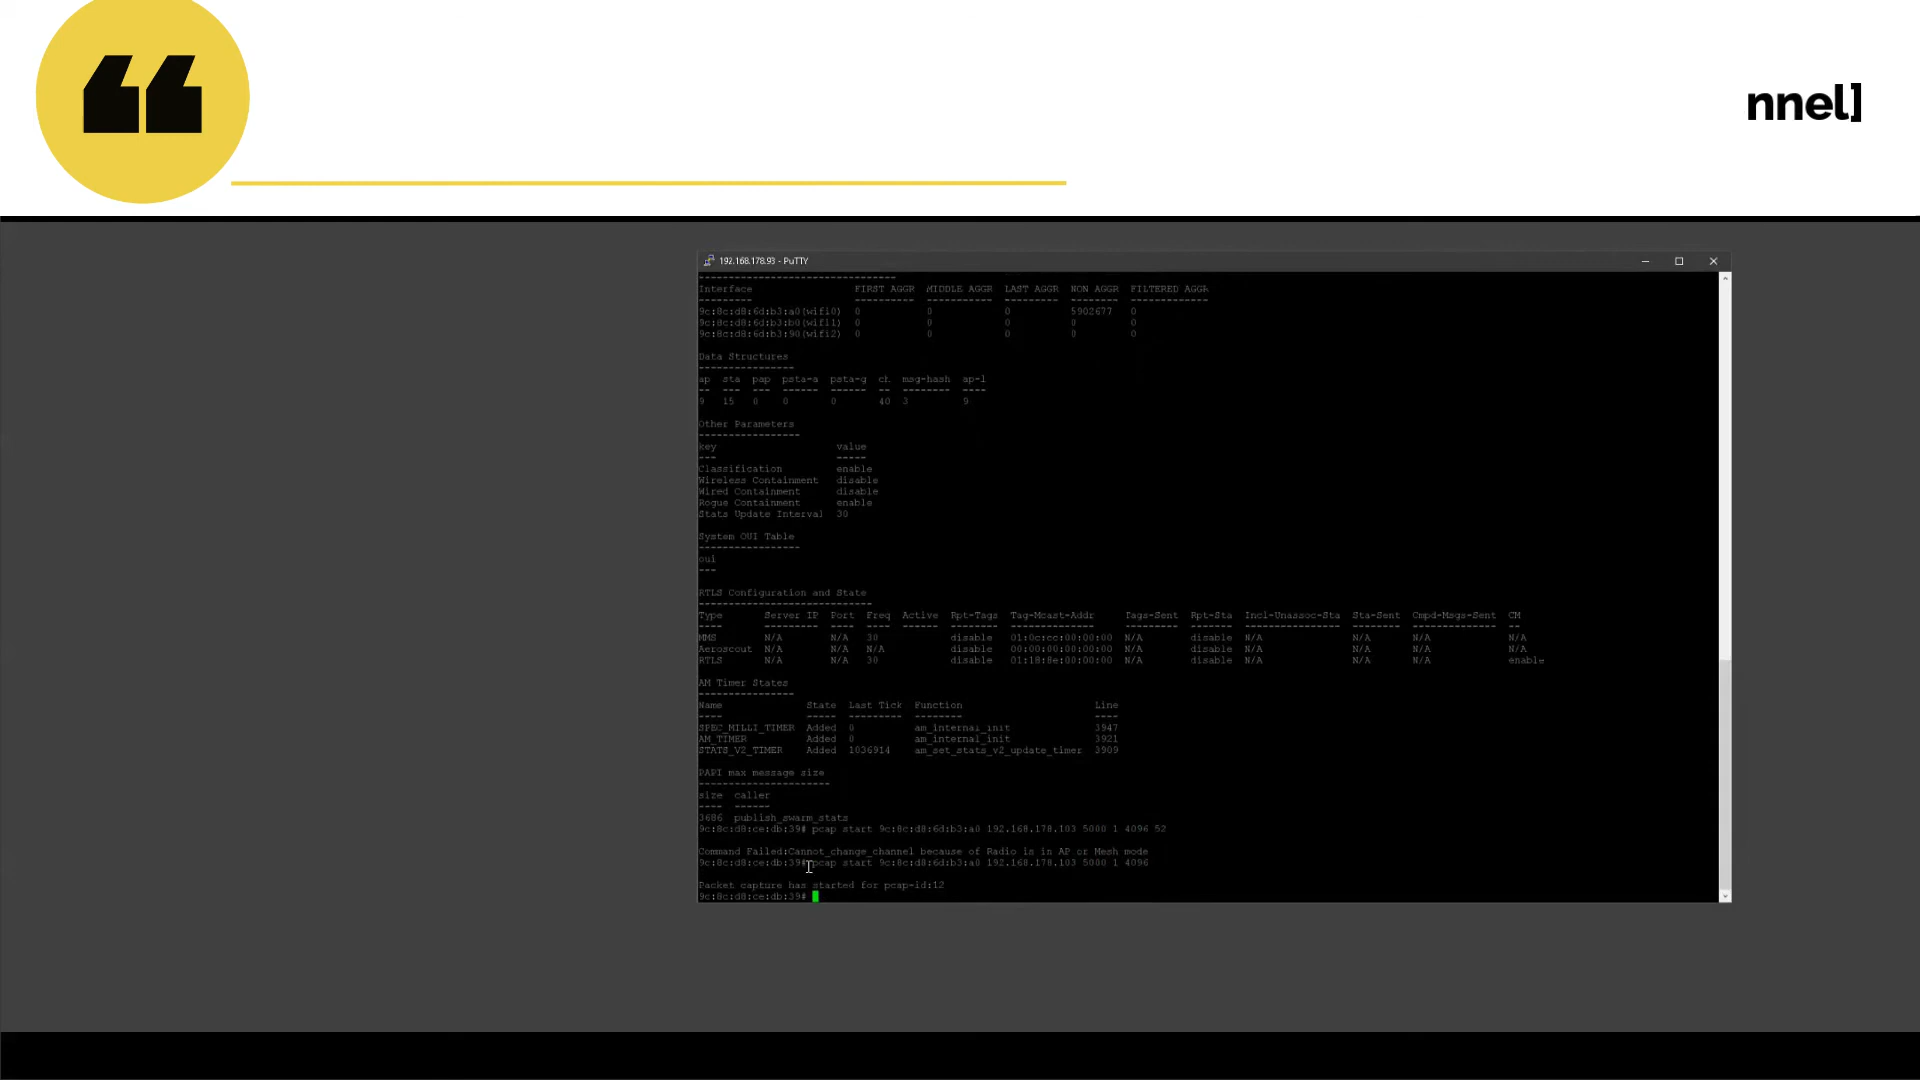 nnel]
192.168.178.93 - PuTTY
Interface FIRST AGGR MIDDLE AGGR LAST AGGR NON AGGR FILTERED AGGR
9c:8c:d8:6d:b3:a0(wifi0) 0 0 0 5902677 0
9c:8c:d8:6d:b3:b0(wifi1) 0 0 0 0 0
9c:8c:d8:6d:b3:90(wifi2) 0 0 0 0 0
Data Structures
ap sta pap psta-a psta-g ch msg-hash ap-l
9 15 0 0 0 40 3 9
Other Parameters
key value
Classification enable
Wireless Containment disable
Wired Containment disable
Rogue Containment enable
Stats Update Interval 30
System OUI Table
oui
RTLS Configuration and State
Type Server IP Port Freq Active Rpt-Tags Tag-Mcast-Addr Tags-Sent Rpt-Sta Incl-Unassoc-Sta Sta-Sent Cmpd-Msgs-Sent CM
MMS N/A N/A 30 disable 01:0c:cc:00:00:00 N/A disable N/A N/A N/A N/A
Aeroscout N/A N/A N/A disable 00:00:00:00:00:00 N/A disable N/A N/A N/A N/A
RTLS N/A N/A 30 disable 01:18:8e:00:00:00 N/A disable N/A N/A N/A enable
AM Timer States
Name State Last Tick Function Line
SPEC_MILLI_TIMER Added 0 am_internal_init 3947
AM_TIMER Added 0 am_internal_init 3921
STATS_V2_TIMER Added 1036914 am_set_stats_v2_update_timer 3909
PAPI max message size
size caller
3686 publish_swarm_stats
9c:8c:d8:ce:db:39# pcap start 9c:8c:d8:6d:b3:a0 192.168.178.103 5000 1 4096 52
Command Failed:Cannot_change_channel because of Radio is in AP or Mesh mode
9c:8c:d8:ce:db:39# pcap start 9c:8c:d8:6d:b3:a0 192.168.178.103 5000 1 4096
Packet capture has started for pcap-id:12
9c:8c:d8:ce:db:39#